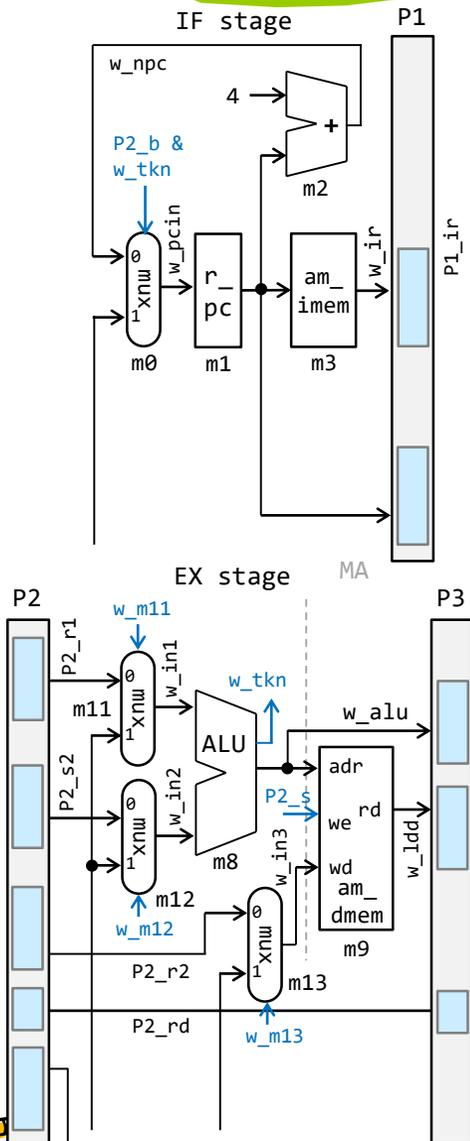 IF stage
P1
w_npc
4
+
P2_b &
w_tkn
m2
w_pcin
w_ir
P1_ir
0
mux
1
r_
pc
am_
imem
m0
m1
m3
EX stage
MA
P2
P3
w_m11
P2_r1
w_in1
0
mux
1
m11
w_tkn
w_alu
ALU
P2_s2
w_in2
0
mux
1
adr
P2_s
we
rd
w_ldd
m8
w_in3
wd
am_
dmem
m12
w_m12
0
mux
1
m9
P2_r2
m13
P2_rd
w_m13